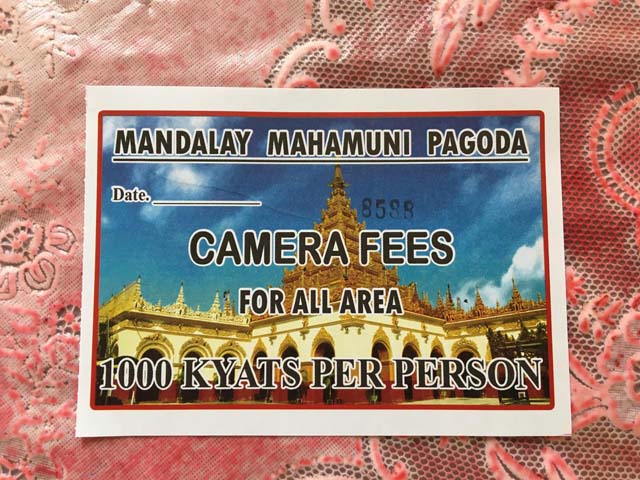 MANDALAY MAHAMUNI PAGODA
Date.
8588
CAMERA FEES
FOR ALL AREA
1000 KYATS PER PERSON